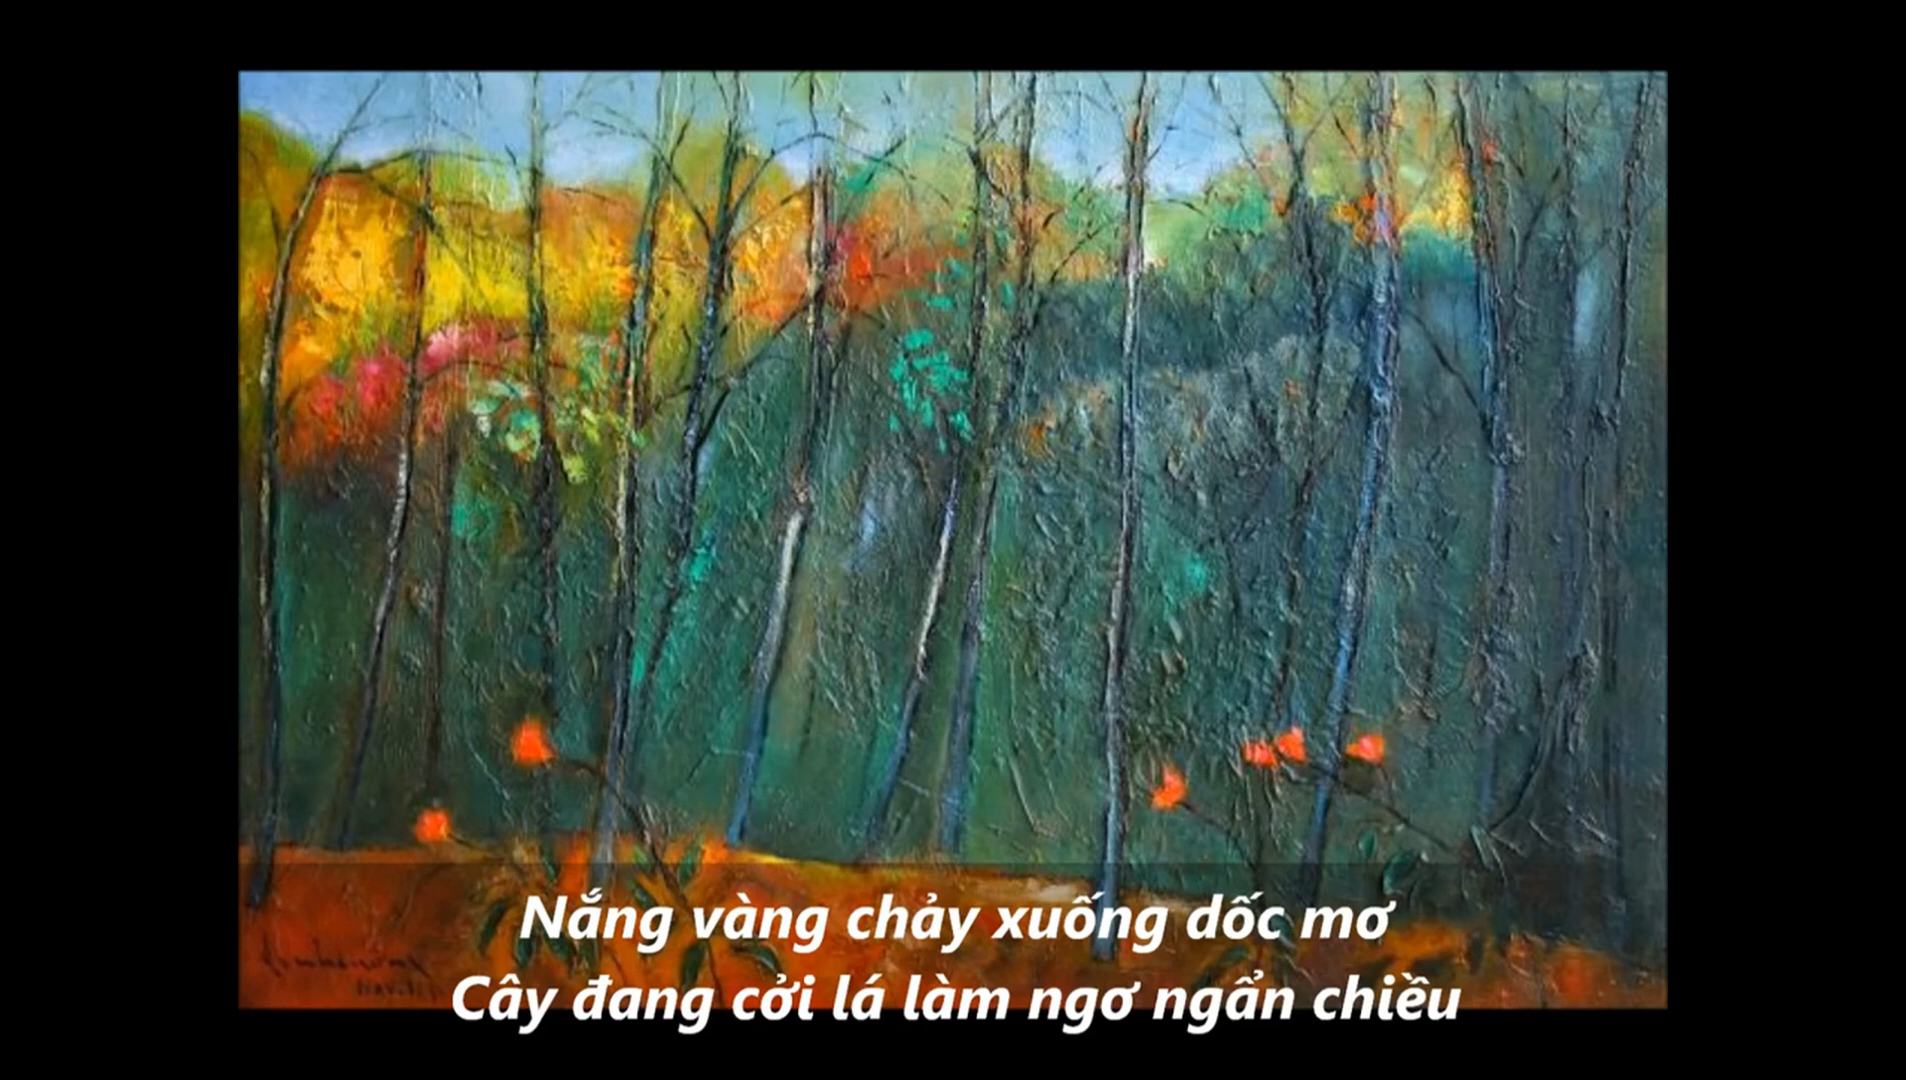 Nắng vàng chảy xuống dốc mơ
Cây đang cởi lá làm ngơ ngẩn chiều